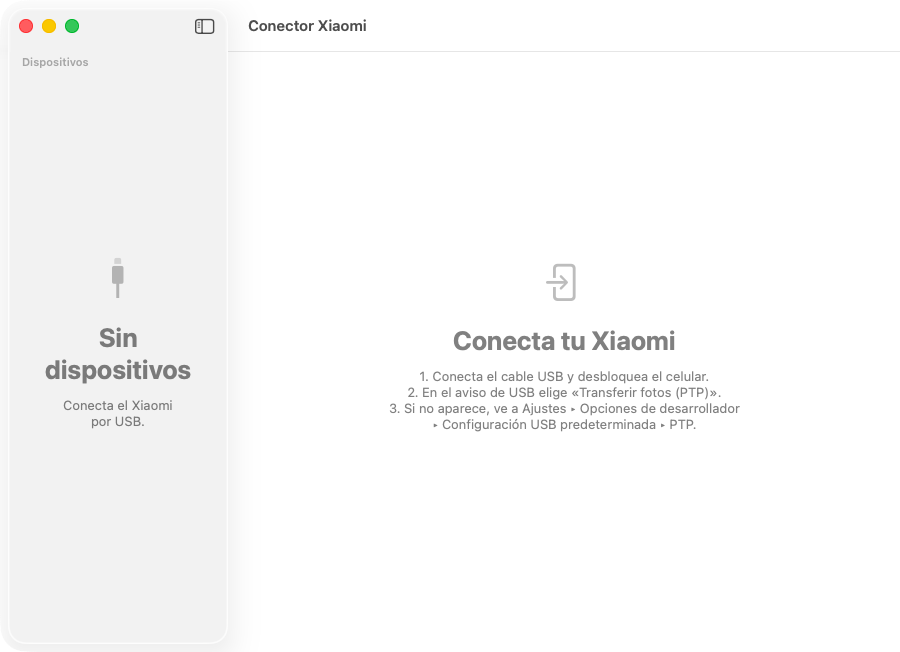 Conector Xiaomi
Dispositivos
Sin
dispositivos
Conecta el Xiaomi
por USB.
Conecta tu Xiaomi
1. Conecta el cable USB y desbloquea el celular.
2. En el aviso de USB elige «Transferir fotos (PTP)».
3. Si no aparece, ve a Ajustes ‣ Opciones de desarrollador
‣ Configuración USB predeterminada ‣ PTP.